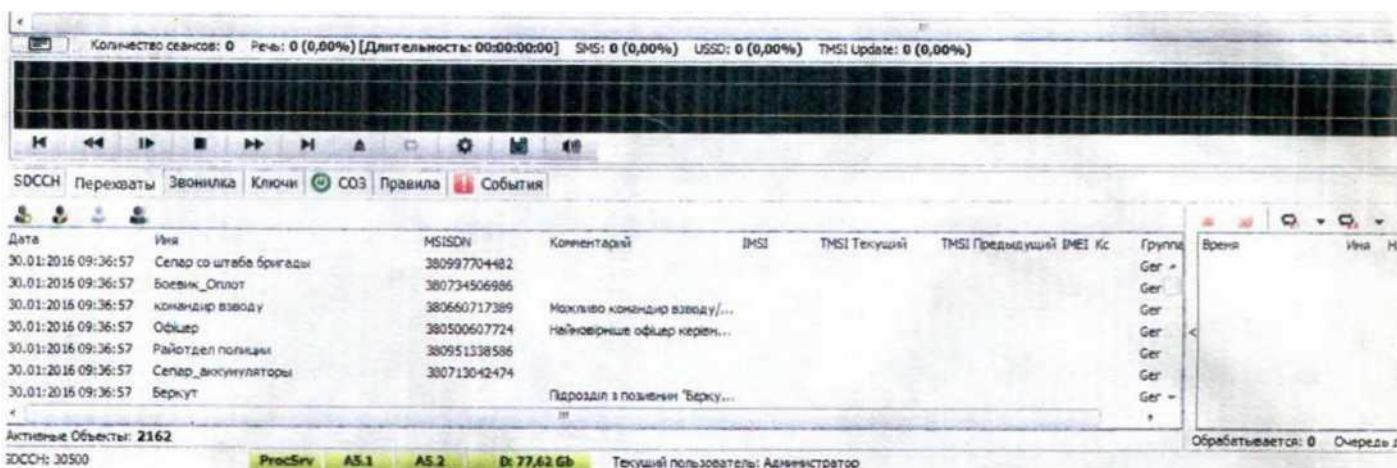 Количество сеансов: 0 Речь: 0 (0,00%) [Длительность: 00:00:00:00] SMS: 0 (0,00%) USSD: 0 (0,00%) TMSI Update: 0 (0,00%)
SDCCH Перехваты Звонилка Ключи СОЗ Правила События
Дата Имя MSISDN Комментарий IMSI TMSI Текущий TMSI Предыдущий IMEI Кс Группа Время Имя Н
30.01:2016 09:36:57 Сепар со штаба бригады 380997704482 Ger
30.01:2016 09:36:57 Боевик_Оплот 380734506986 Ger
30.01:2016 09:36:57 командир взводу 380660717389 Можливо командир взводу/... Ger
30.01:2016 09:36:57 Офіцер 380500607724 Найновірніше офіцер керівн... Ger
30.01:2016 09:36:57 Райотдел полиции 380951338586 Ger
30.01:2016 09:36:57 Сепар_аккумуляторы 380713042474 Ger
30.01:2016 09:36:57 Беркут Підрозділ з позивним "Берку... Ger
Активные Объекты: 2162 Обрабатывается: 0 Очередь
SDCCH: 30500 ProcSrv A5.1 A5.2 D: 77,62 Gb Текущий пользователь: Администратор